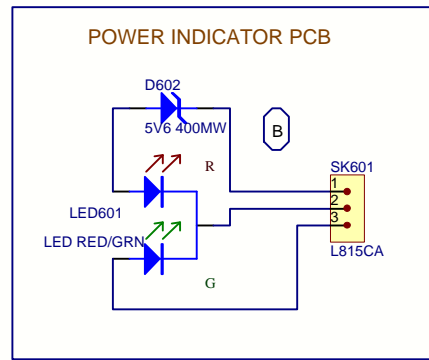 POWER INDICATOR PCB
D602
5V6 400MW
B
R
SK601
1
2
3
LED601
LED RED/GRN
L815CA
G